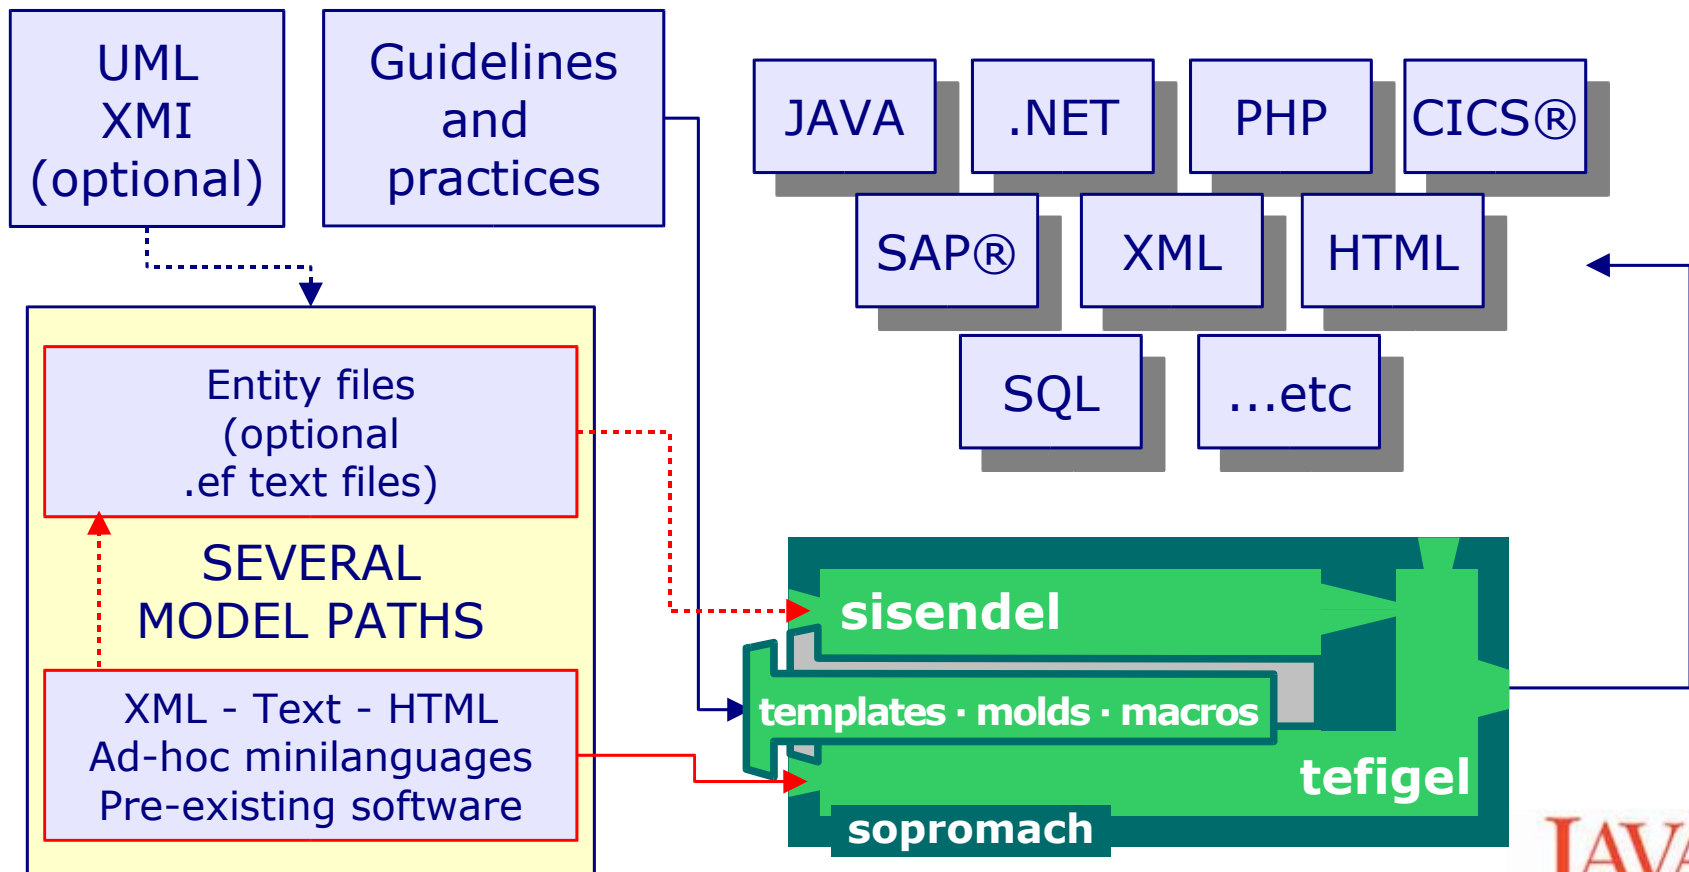 UML
XMI
(optional)
Guidelines
and
practices
JAVA
.NET
PHP
CICS®
SAP®
XML
HTML
SQL
...etc
Entity files
(optional
.ef text files)
SEVERAL
MODEL PATHS
XML - Text - HTML
Ad-hoc minilanguages
Pre-existing software
sisendel
templates · molds · macros
tefigel
sopromach
JAVA